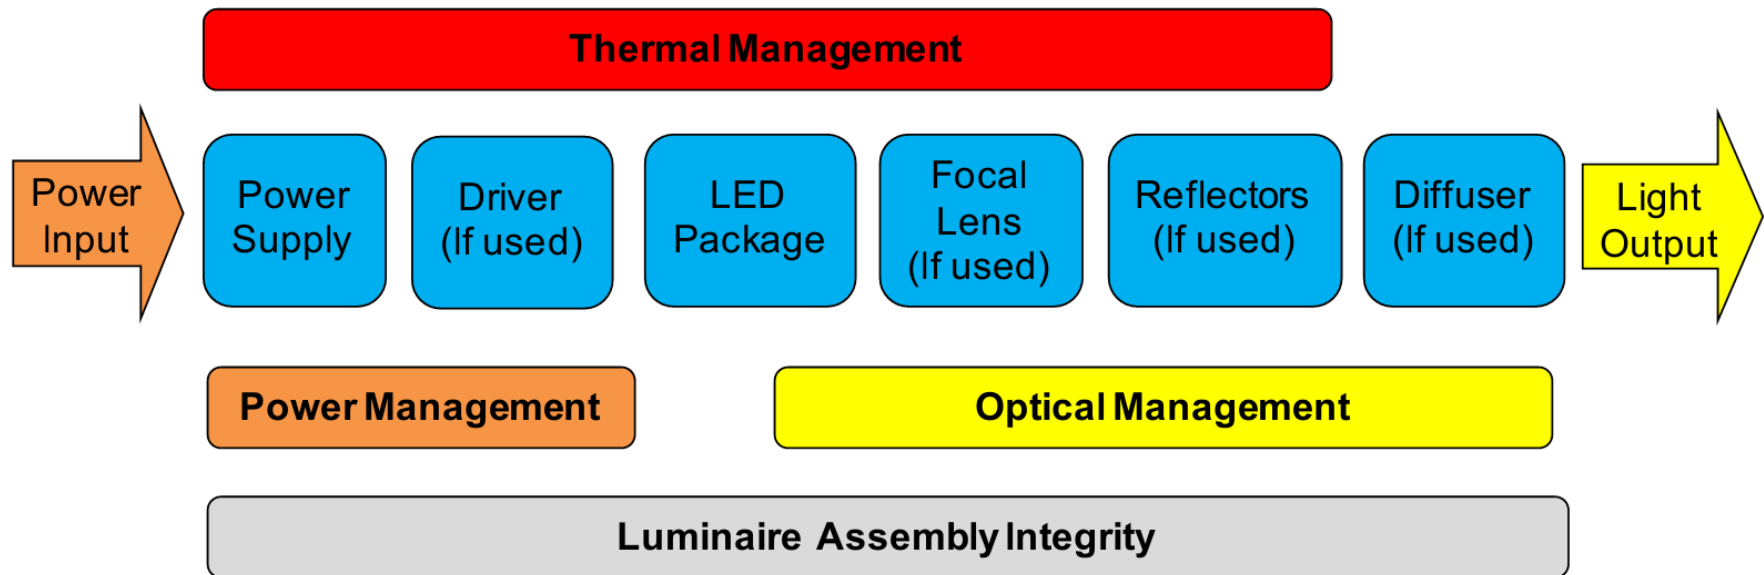 Thermal Management
Power
Input
Power
Supply
Driver
(If used)
LED
Package
Focal
Lens
(If used)
Reflectors
(If used)
Diffuser
(If used)
Light
Output
Power Management
Optical Management
Luminaire Assembly Integrity